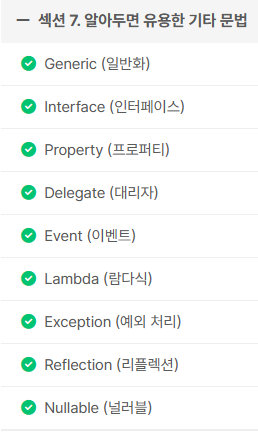 섹션 7. 알아두면 유용한 기타 문법
Generic (일반화)
Interface (인터페이스)
Property (프로퍼티)
Delegate (대리자)
Event (이벤트)
Lambda (람다식)
Exception (예외 처리)
Reflection (리플렉션)
Nullable (널러블)